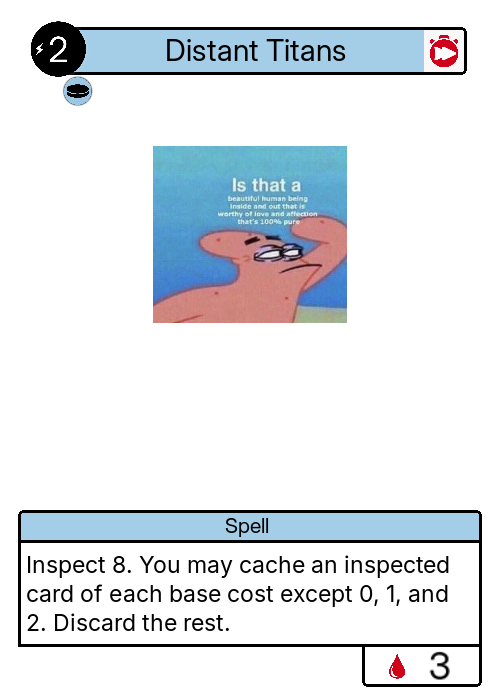 2
Distant Titans
Is that a
beautiful human being
inside and out that is
worthy of love and affection
that's 100% pure
Spell
Inspect 8. You may cache an inspected
card of each base cost except 0, 1, and
2. Discard the rest.
3